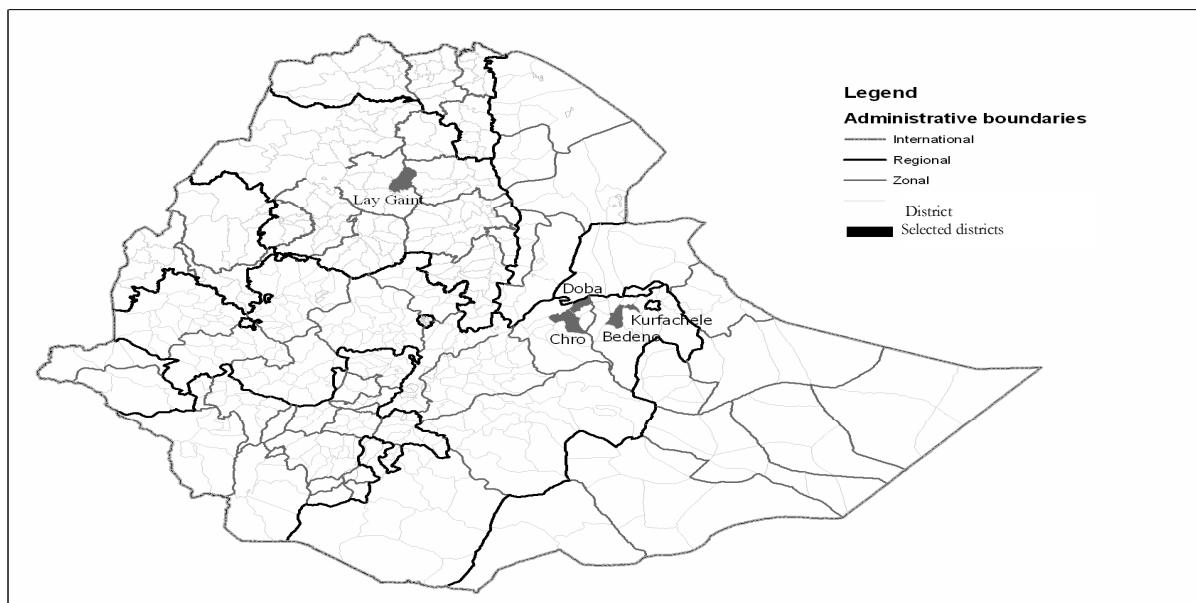 Legend
Administrative boundaries
International
Regional
Zonal
District
Selected districts
Lay Gaint
Doba
Kurfachele
Chro
Bedeno